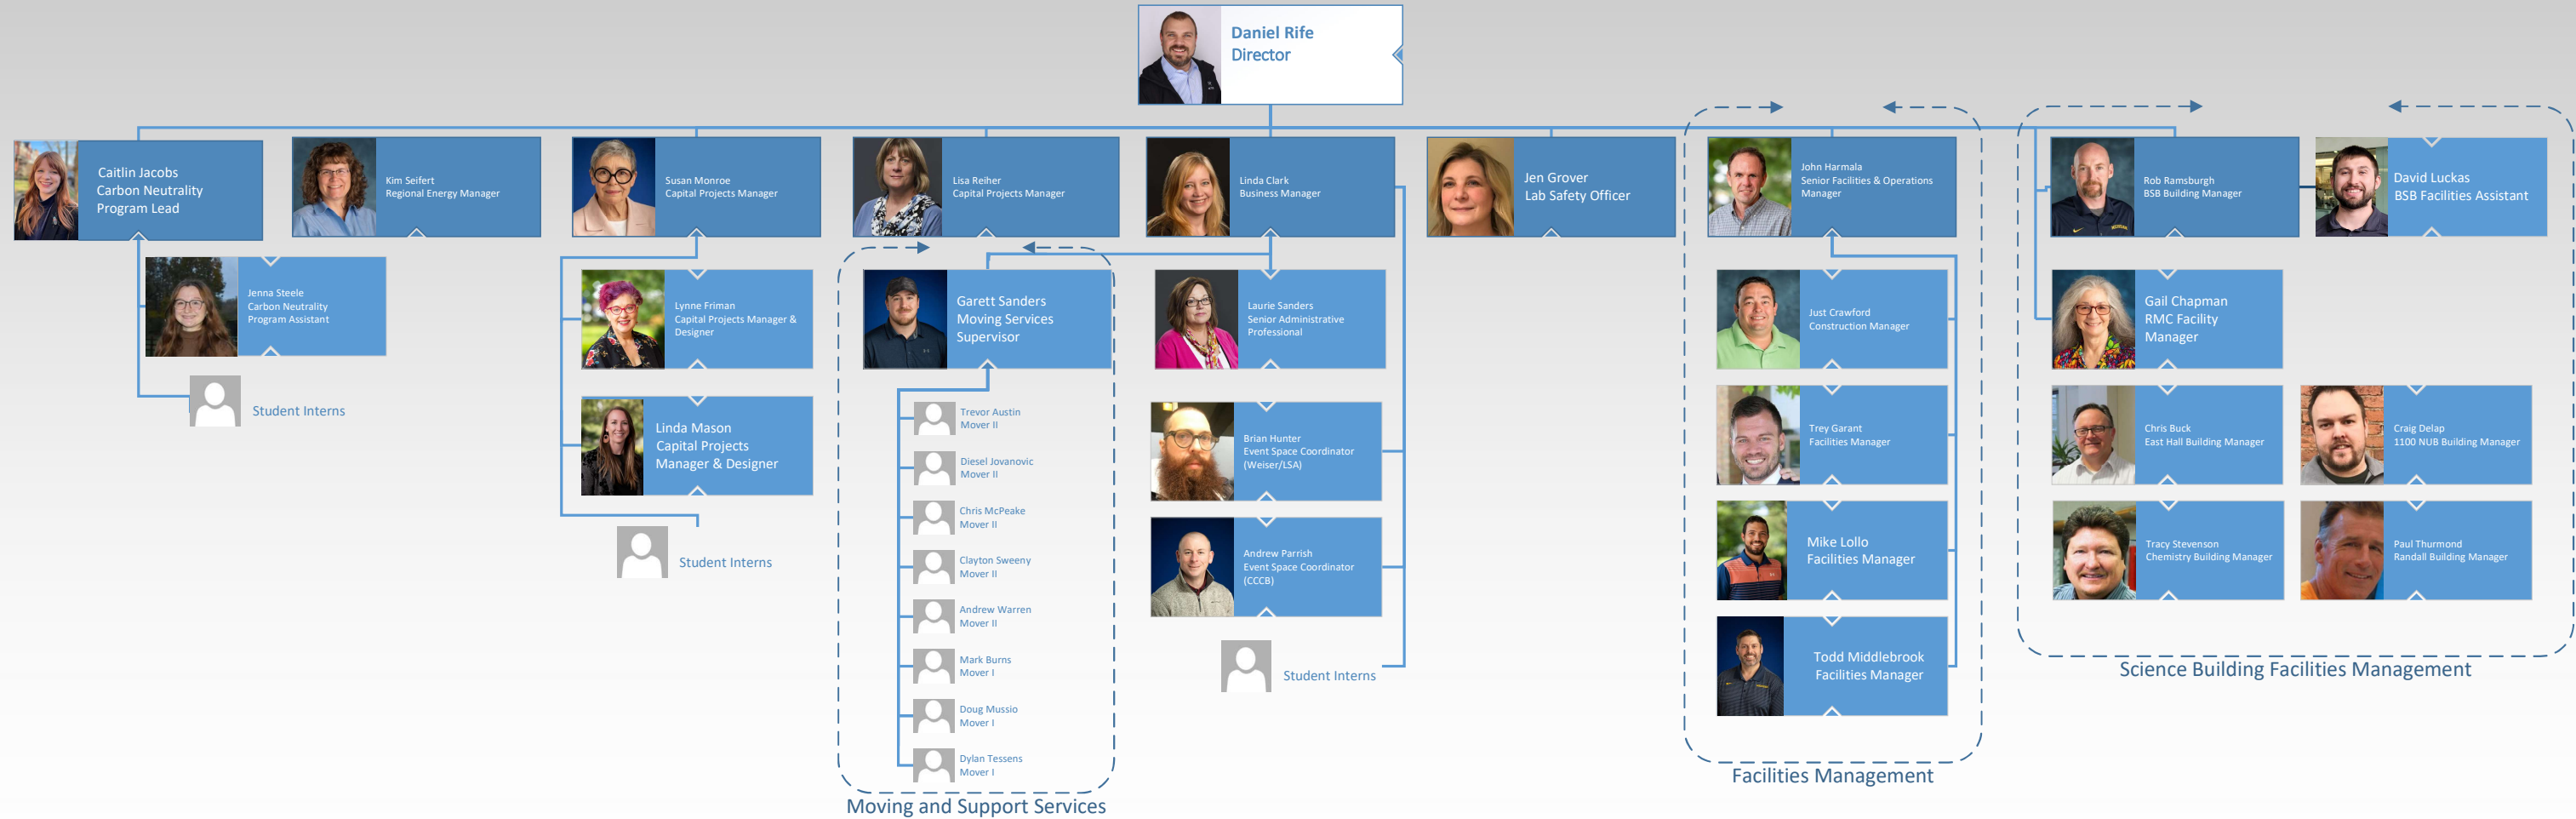 Daniel Rife
Director
Caitlin Jacobs
Carbon Neutrality
Program Lead
Kim Seifert
Regional Energy Manager
Susan Monroe
Capital Projects Manager
Lisa Reiher
Capital Projects Manager
Linda Clark
Business Manager
Jen Grover
Lab Safety Officer
John Harmala
Senior Facilities & Operations
Manager
Rob Ramsburgh
BSB Building Manager
David Luckas
BSB Facilities Assistant
Jenna Steele
Carbon Neutrality
Program Assistant
Student Interns
Lynne Friman
Capital Projects Manager &
Designer
Linda Mason
Capital Projects
Manager & Designer
Student Interns
Garett Sanders
Moving Services
Supervisor
Trevor Austin
Mover II
Diesel Jovanovic
Mover II
Chris McPeake
Mover II
Clayton Sweeny
Mover II
Andrew Warren
Mover II
Mark Burns
Mover I
Doug Mussio
Mover I
Dylan Tessens
Mover I
Moving and Support Services
Laurie Sanders
Senior Administrative
Professional
Brian Hunter
Event Space Coordinator
(Weiser/LSA)
Andrew Parrish
Event Space Coordinator
(CCCB)
Student Interns
Just Crawford
Construction Manager
Trey Garant
Facilities Manager
Mike Lollo
Facilities Manager
Todd Middlebrook
Facilities Manager
Facilities Management
Gail Chapman
RMC Facility
Manager
Chris Buck
East Hall Building Manager
Craig Delap
1100 NUB Building Manager
Tracy Stevenson
Chemistry Building Manager
Paul Thurmond
Randall Building Manager
Science Building Facilities Management